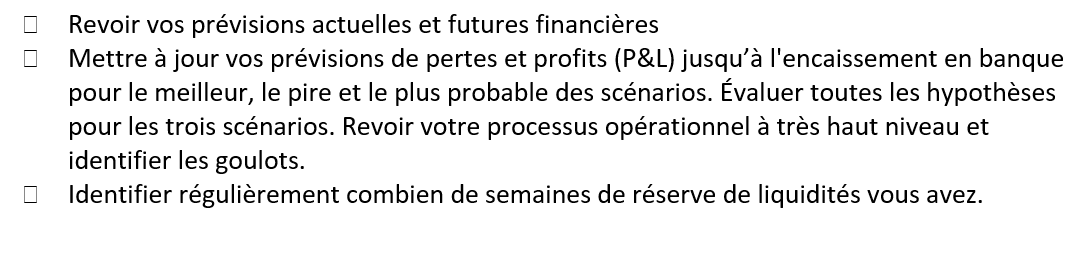 ☐ Revoir vos prévisions actuelles et futures financières
☐ Mettre à jour vos prévisions de pertes et profits (P&L) jusqu’à l'encaissement en banque
pour le meilleur, le pire et le plus probable des scénarios. Évaluer toutes les hypothèses
pour les trois scénarios. Revoir votre processus opérationnel à très haut niveau et
identifier les goulots.
☐ Identifier régulièrement combien de semaines de réserve de liquidités vous avez.